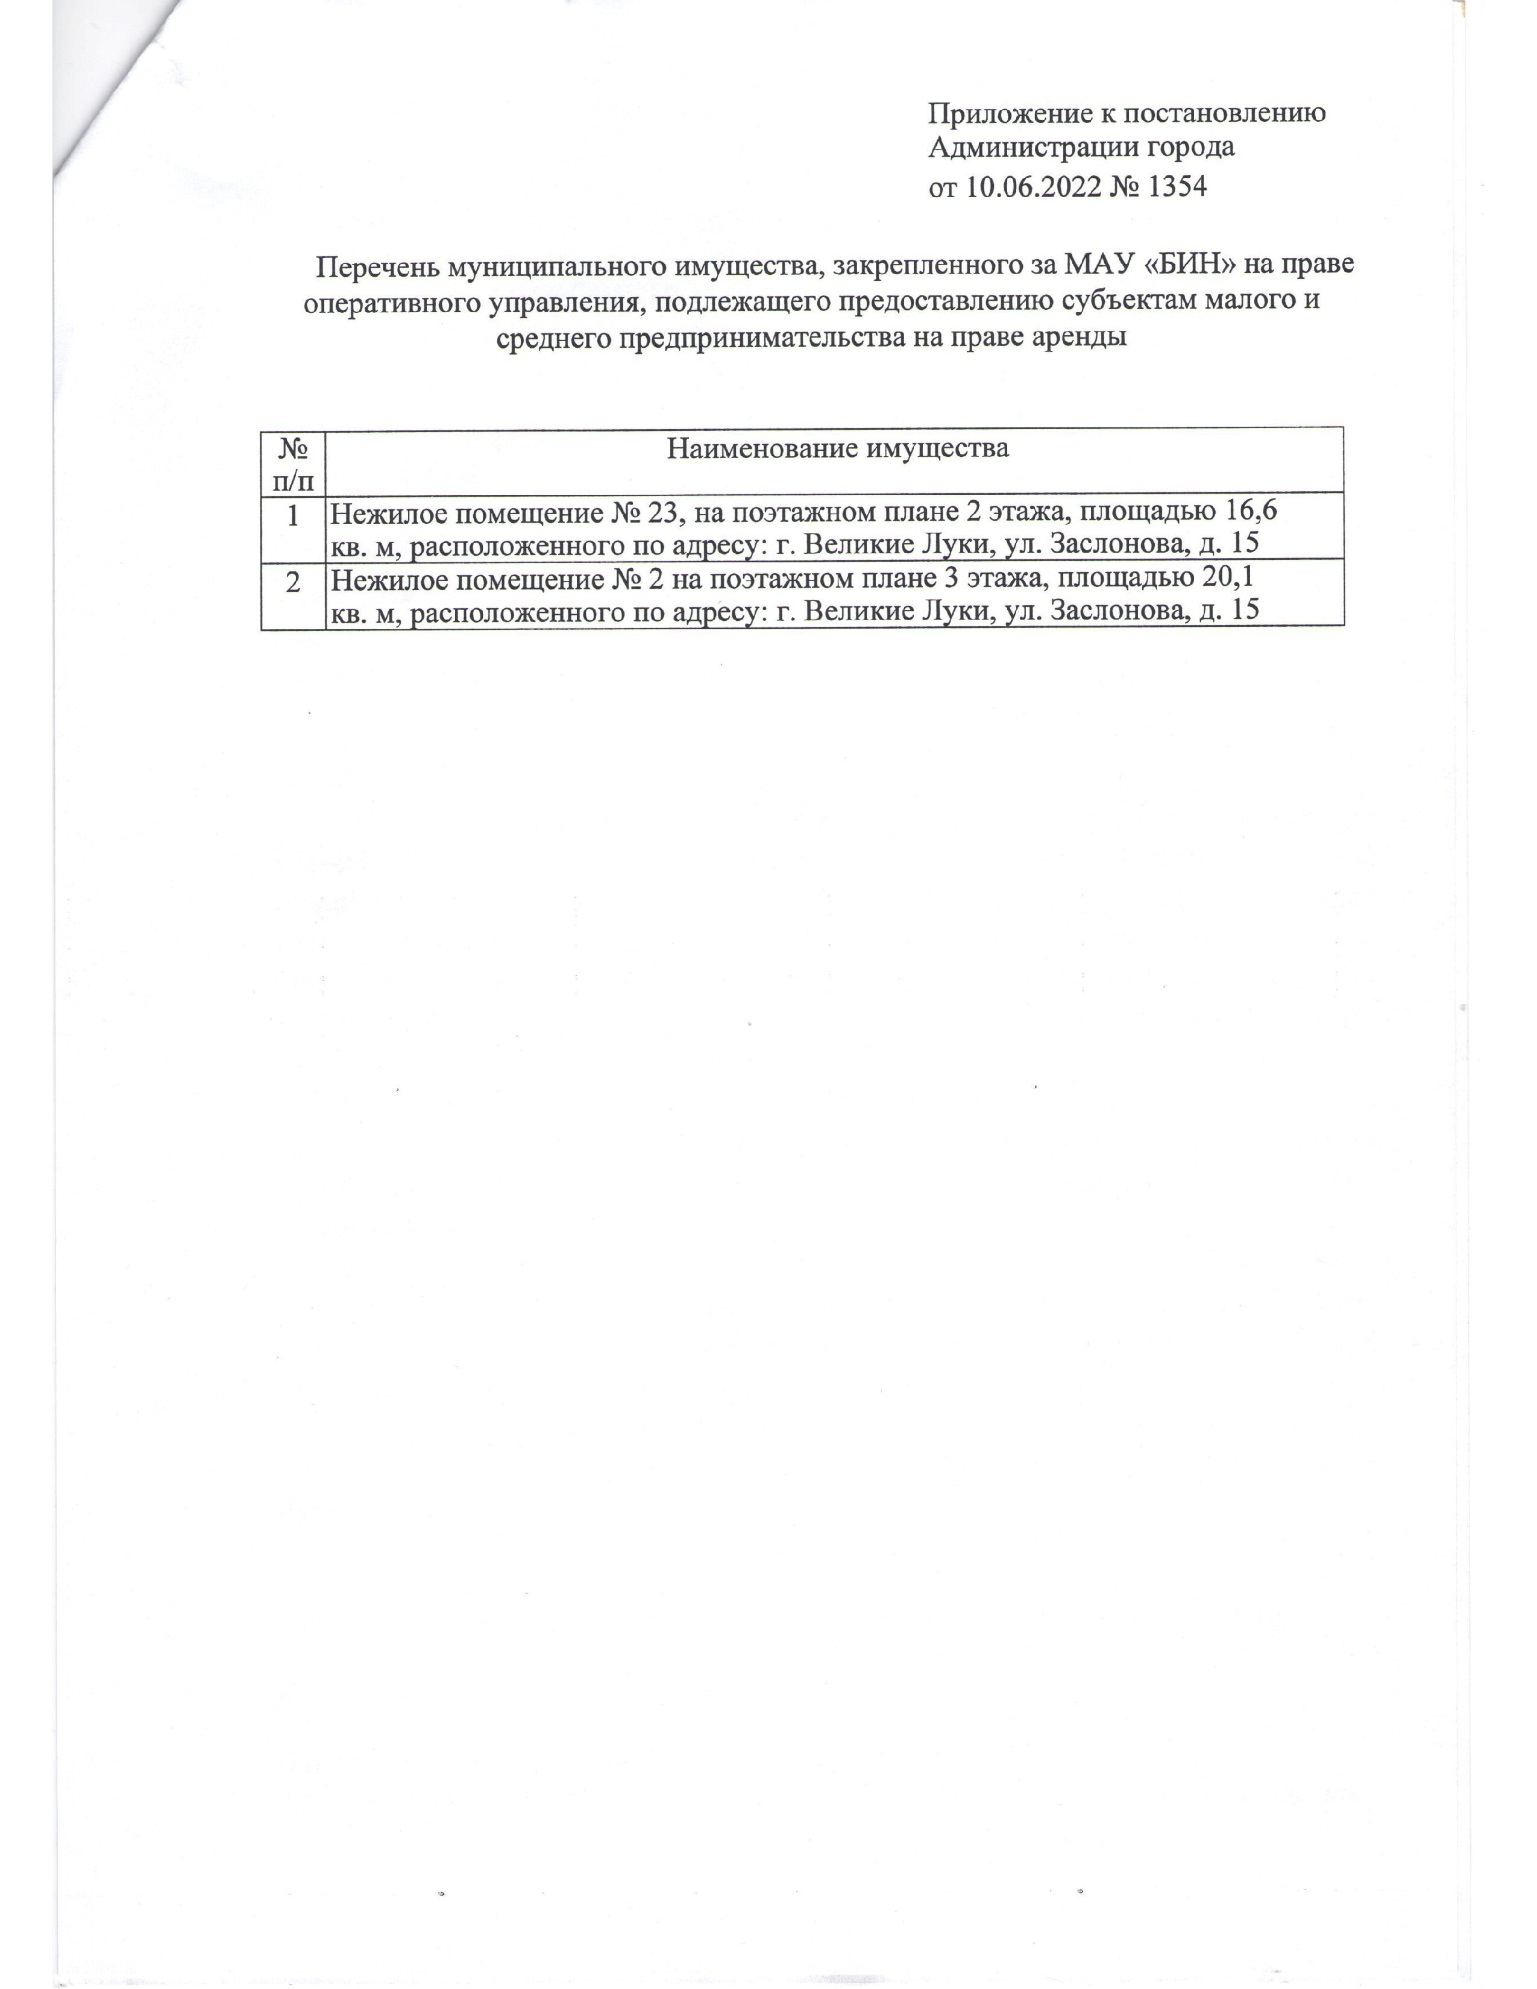 Приложение к постановлению
Администрации города
от 10.06.2022 № 1354
Перечень муниципального имущества, закрепленного за МАУ «БИН» на праве
оперативного управления, подлежащего предоставлению субъектам малого и
среднего предпринимательства на праве аренды
№
п/п
Наименование имущества
1
Нежилое помещение № 23, на поэтажном плане 2 этажа, площадью 16,6
кв. м, расположенного по адресу: г. Великие Луки, ул. Заслонова, д. 15
2
Нежилое помещение № 2 на поэтажном плане 3 этажа, площадью 20,1
кв. м, расположенного по адресу: г. Великие Луки, ул. Заслонова, д. 15